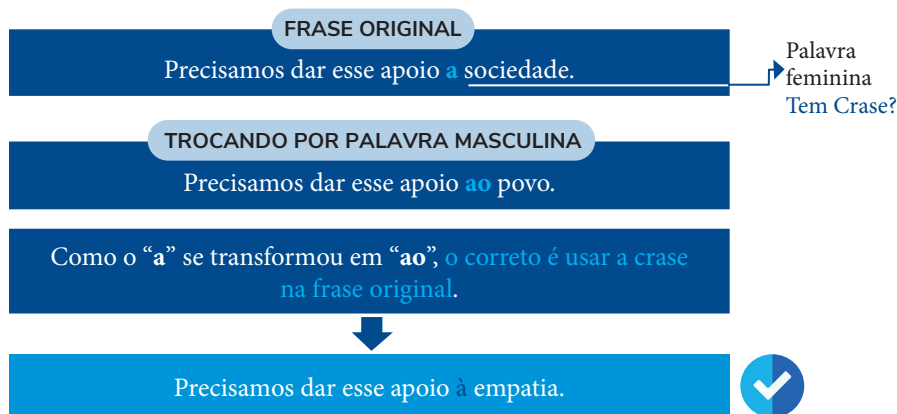 FRASE ORIGINAL
Precisamos dar esse apoio a sociedade.
Palavra
feminina
Tem Crase?
TROCANDO POR PALAVRA MASCULINA
Precisamos dar esse apoio ao povo.
Como o “a” se transformou em “ao”, o correto é usar a crase
na frase original.
Precisamos dar esse apoio à empatia.